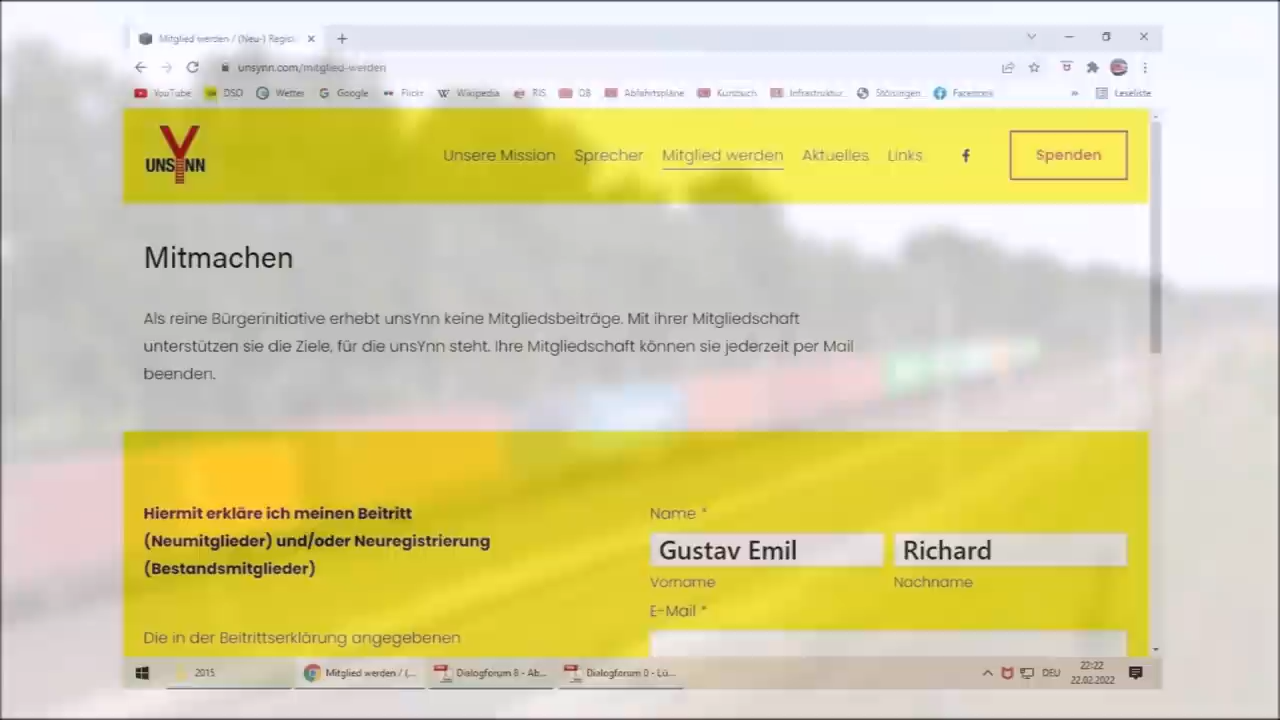 Mitglied werden / (Neu-) Regist
unsynn.com/mitglied-werden
YouTube DSO Wetter Google Flickr Wikipedia RIS DB Abfahrtspläne Kursbuch Infrastruktur Störungen Facebook » Leseliste
UNSYNN
Unsere Mission Sprecher Mitglied werden Aktuelles Links Spenden
Mitmachen
Als reine Bürgerinitiative erhebt unsYnn keine Mitgliedsbeiträge. Mit ihrer Mitgliedschaft
unterstützen sie die Ziele, für die unsYnn steht. Ihre Mitgliedschaft können sie jederzeit per Mail
beenden.
Hiermit erkläre ich meinen Beitritt
(Neumitglieder) und/oder Neuregistrierung
(Bestandsmitglieder)
Die in der Beitrittserklärung angegebenen
Name *
Gustav Emil Richard
Vorname Nachname
E-Mail *
2015 Mitglied werden / (... Dialogforum 8 - Ab... Dialogforum 0 - Lü... DEU 22:22
22.02.2022